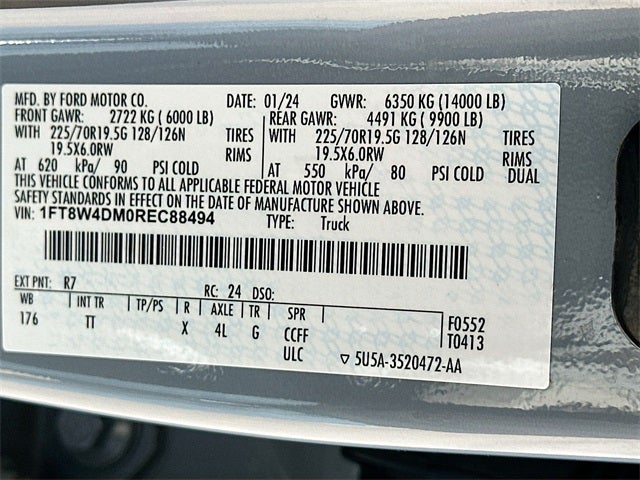 MFD. BY FORD MOTOR CO. DATE: 01/24 GVWR: 6350 KG (14000 LB)
FRONT GAWR: 2722 KG ( 6000 LB) REAR GAWR: 4491 KG ( 9900 LB)
WITH 225/70R19.5G 128/126N TIRES WITH 225/70R19.5G 128/126N TIRES
19.5X6.0RW RIMS 19.5X6.0RW RIMS
AT 620 kPa/ 90 PSI COLD AT 550 kPa/ 80 PSI COLD DUAL
THIS VEHICLE CONFORMS TO ALL APPLICABLE FEDERAL MOTOR VEHICLE
SAFETY STANDARDS IN EFFECT ON THE DATE OF MANUFACTURE SHOWN ABOVE.
VIN: 1FT8W4DM0REC88494 TYPE: Truck
EXT PNT: R7 RC: 24 DSO:
WB INT TR TP/PS R AXLE TR SPR F0552
176 TT X 4L G CCFF T0413
ULC ▽ 5U5A-3520472-AA